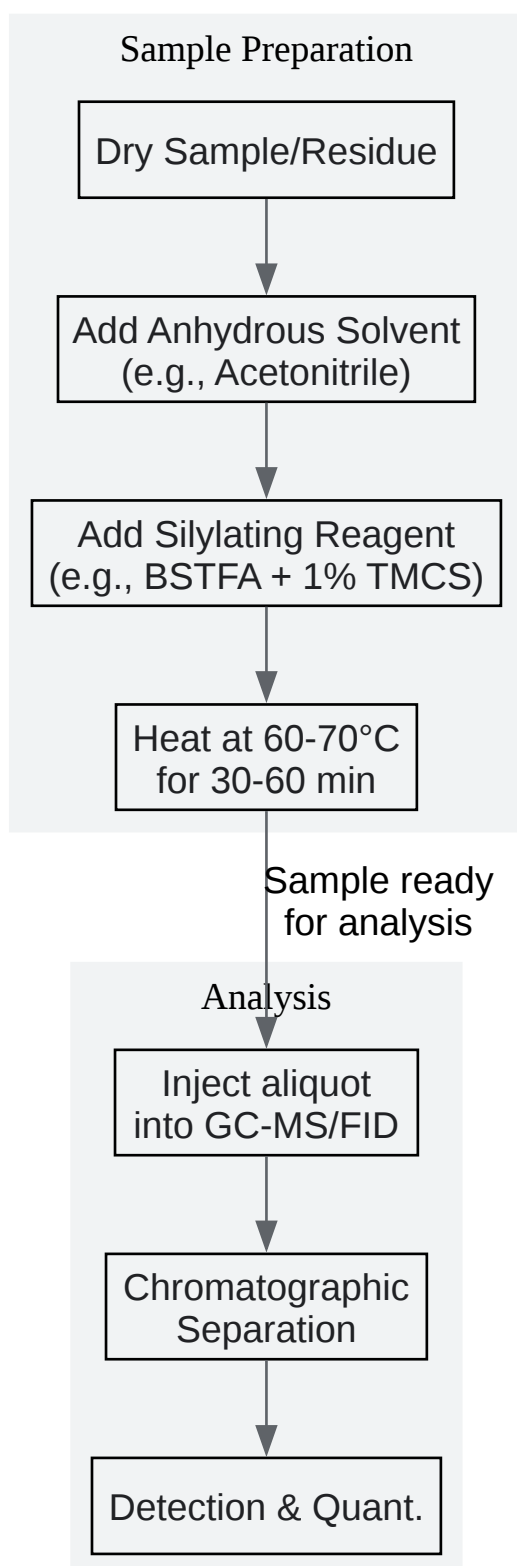 Sample Preparation
Dry Sample/Residue
Add Anhydrous Solvent
(e.g., Acetonitrile)
Add Silylating Reagent
(e.g., BSTFA + 1% TMCS)
Heat at 60-70°C
for 30-60 min
Sample ready
for analysis
Analysis
Inject aliquot
into GC-MS/FID
Chromatographic
Separation
Detection & Quant.